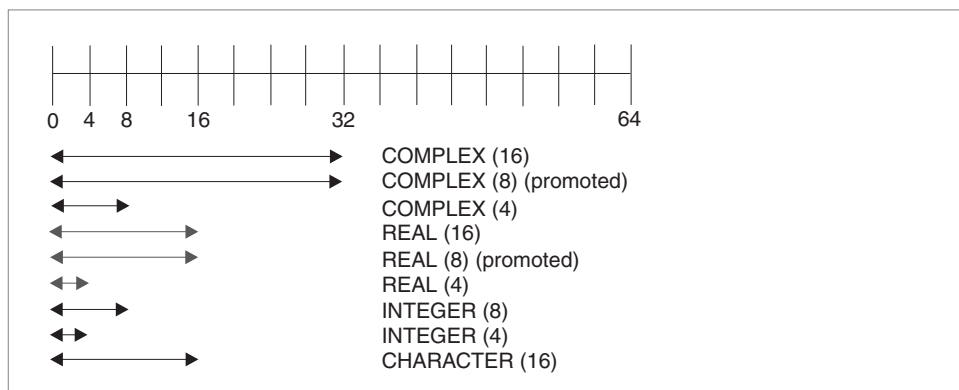 0 4 8 16 32 64
COMPLEX (16)
COMPLEX (8) (promoted)
COMPLEX (4)
REAL (16)
REAL (8) (promoted)
REAL (4)
INTEGER (8)
INTEGER (4)
CHARACTER (16)